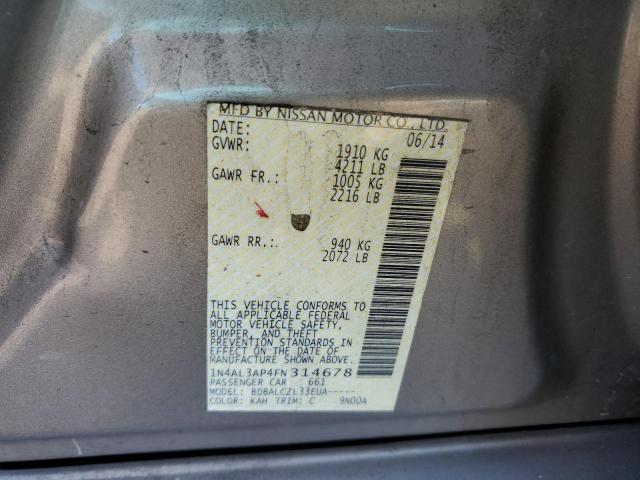 MFD BY NISSAN MOTOR CO., LTD.
DATE: 06/14
GVWR: 1910 KG
4211 LB
GAWR FR.: 1005 KG
2216 LB
GAWR RR.: 940 KG
2072 LB
THIS VEHICLE CONFORMS TO
ALL APPLICABLE FEDERAL
MOTOR VEHICLE SAFETY,
BUMPER, AND THEFT
PREVENTION STANDARDS IN
EFFECT ON THE DATE OF
MANUFACTURE SHOWN ABOVE.
1N4AL3AP4FN314678
PASSENGER CAR 661
MODEL: BDBALCZL33EUA-----
COLOR: KAH TRIM: C 9N00A